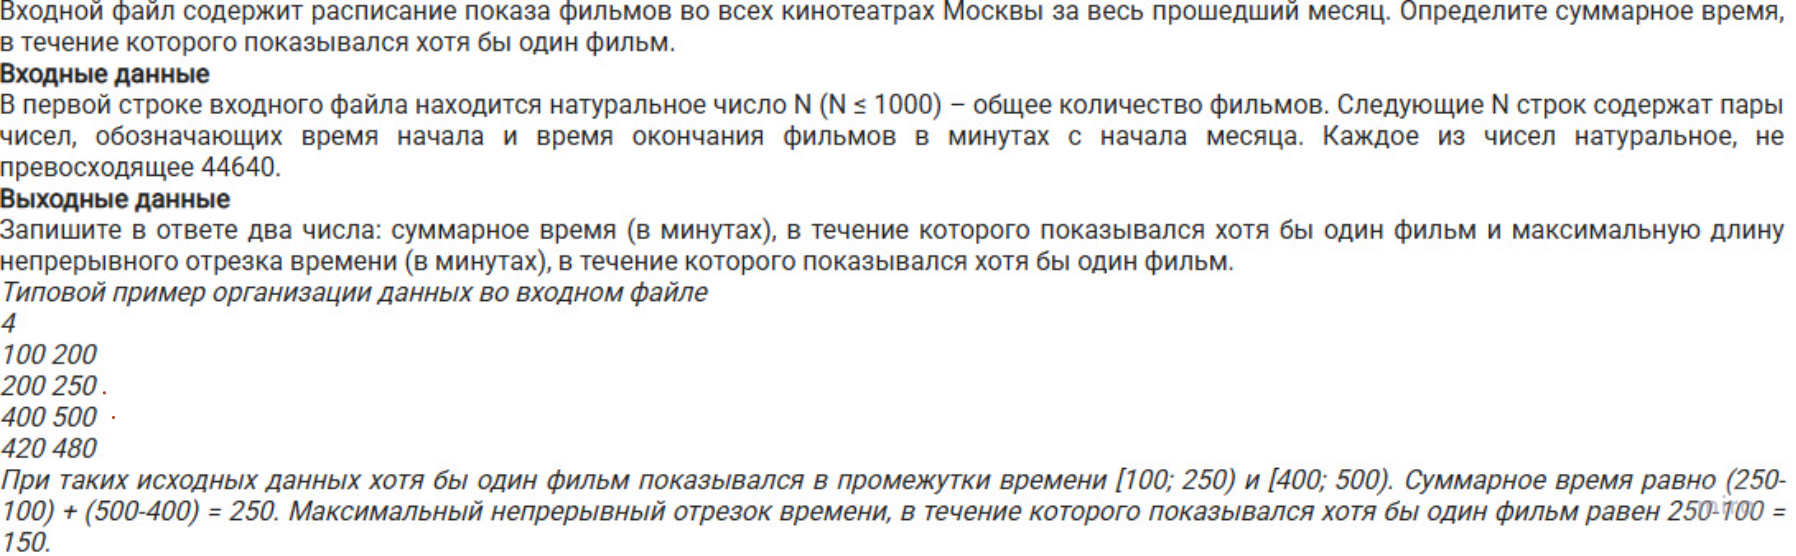 Входной файл содержит расписание показа фильмов во всех кинотеатрах Москвы за весь прошедший месяц. Определите суммарное время,
в течение которого показывался хотя бы один фильм.
Входные данные
В первой строке входного файла находится натуральное число N (N ≤ 1000) – общее количество фильмов. Следующие N строк содержат пары
чисел, обозначающих время начала и время окончания фильмов в минутах с начала месяца. Каждое из чисел натуральное, не
превосходящее 44640.
Выходные данные
Запишите в ответе два числа: суммарное время (в минутах), в течение которого показывался хотя бы один фильм и максимальную длину
непрерывного отрезка времени (в минутах), в течение которого показывался хотя бы один фильм.
Типовой пример организации данных во входном файле
4
100 200
200 250
400 500
420 480
При таких исходных данных хотя бы один фильм показывался в промежутки времени [100; 250) и [400; 500). Суммарное время равно (250-
100) + (500-400) = 250. Максимальный непрерывный отрезок времени, в течение которого показывался хотя бы один фильм равен 250-100 =
150.
miro